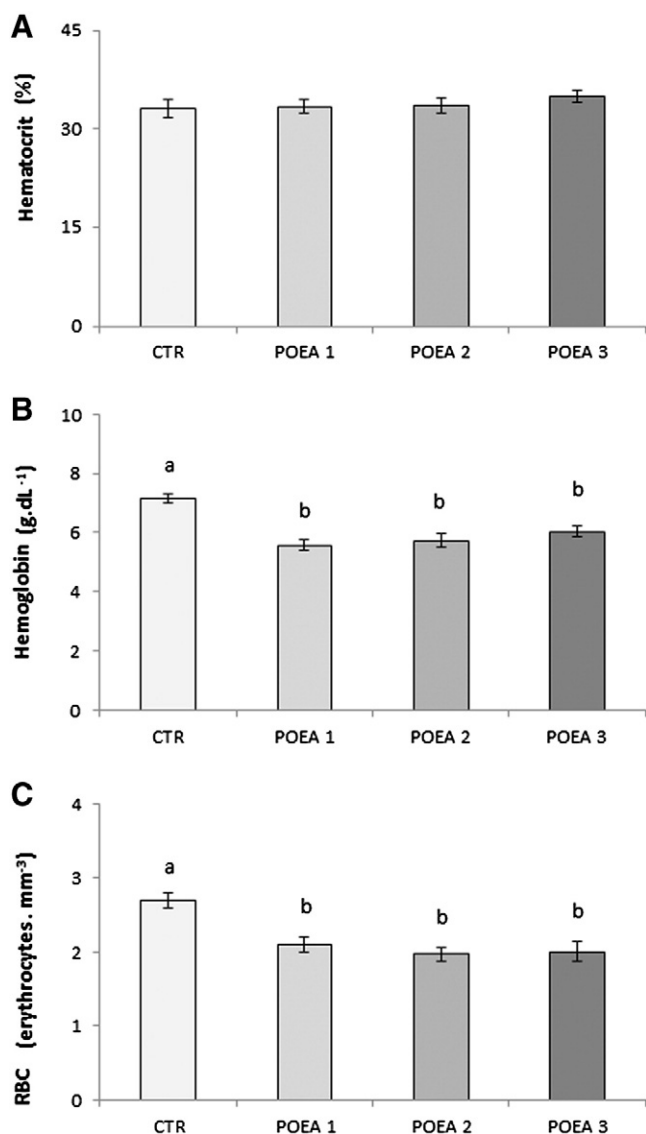 A
Hematocrit (%)
45
30
15
0
CTR POEA 1 POEA 2 POEA 3
B
Hemoglobin (g.dL⁻¹)
10
8
6
4
2
0
a b b b
CTR POEA 1 POEA 2 POEA 3
C
RBC (erythrocytes. mm⁻³)
4
3
2
1
0
a b b b
CTR POEA 1 POEA 2 POEA 3